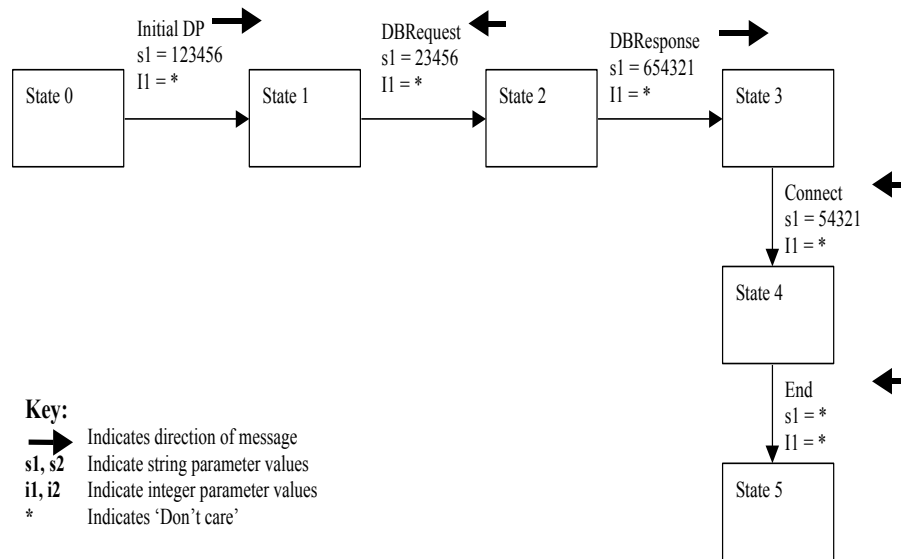 Initial DP
s1 = 123456
I1 = *
DBRequest
s1 = 23456
I1 = *
DBResponse
s1 = 654321
I1 = *
State 0
State 1
State 2
State 3
Connect
s1 = 54321
I1 = *
State 4
End
s1 = *
I1 = *
State 5
Key:
Indicates direction of message
s1, s2 Indicate string parameter values
i1, i2 Indicate integer parameter values
* Indicates ‘Don’t care’